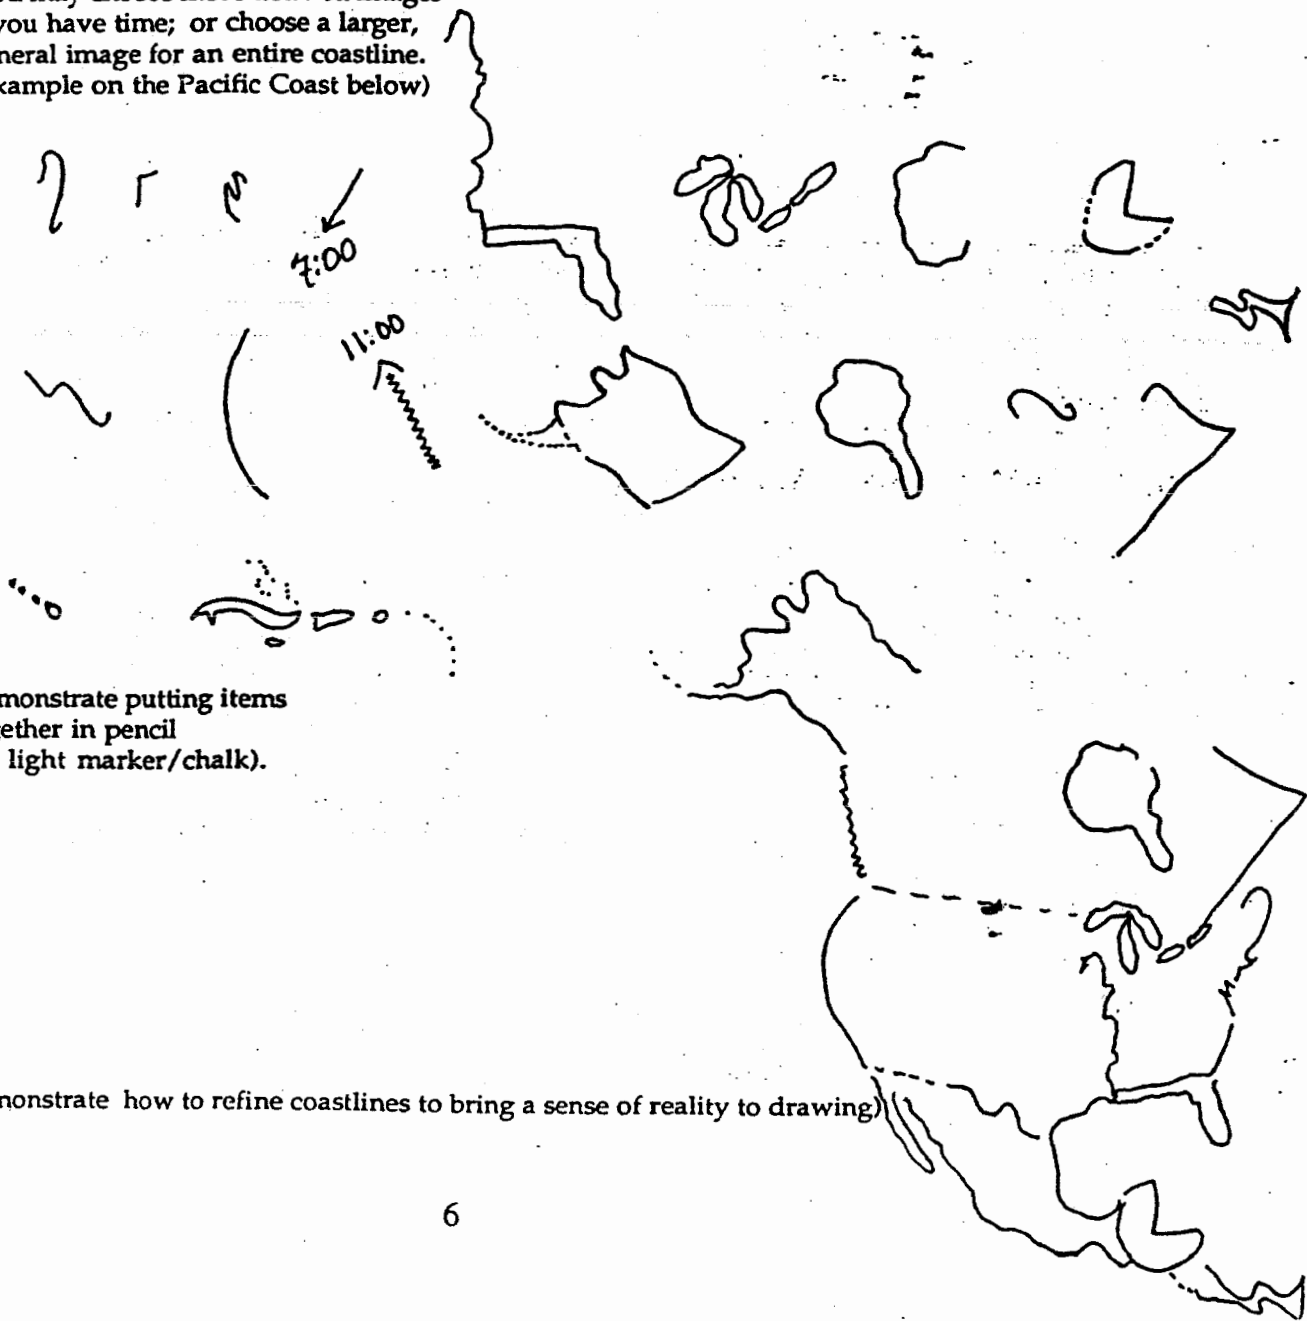 you have time; or choose a larger,
neral image for an entire coastline.
xample on the Pacific Coast below)
7:00
11:00
monstrate putting items
ether in pencil
light marker/chalk).
monstrate how to refine coastlines to bring a sense of reality to drawing)
6